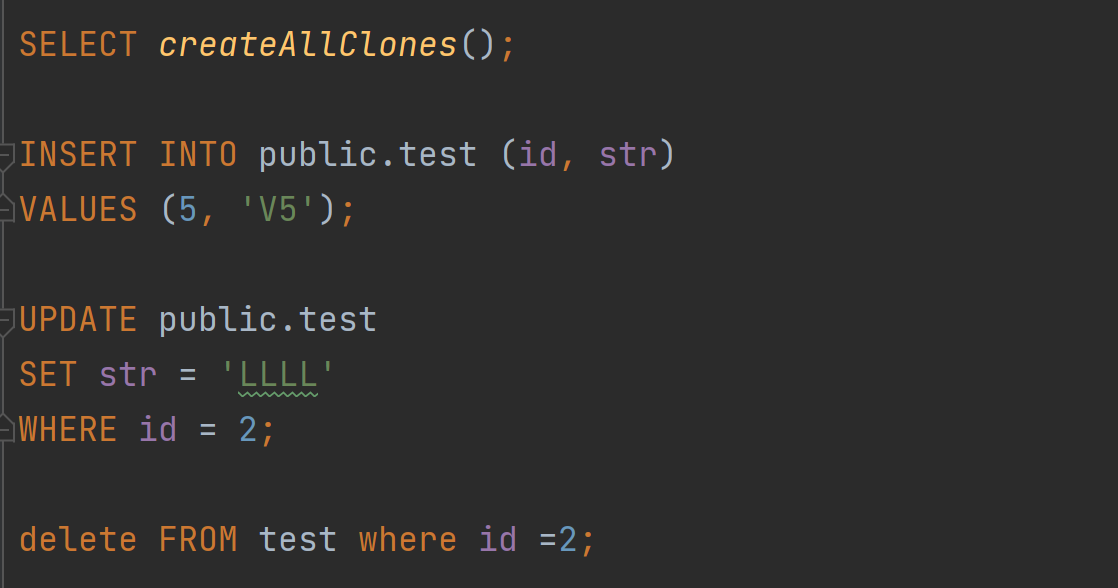 SELECT createAllClones();
INSERT INTO public.test (id, str)
VALUES (5, 'V5');
UPDATE public.test
SET str = 'LLLL'
WHERE id = 2;
delete FROM test where id =2;